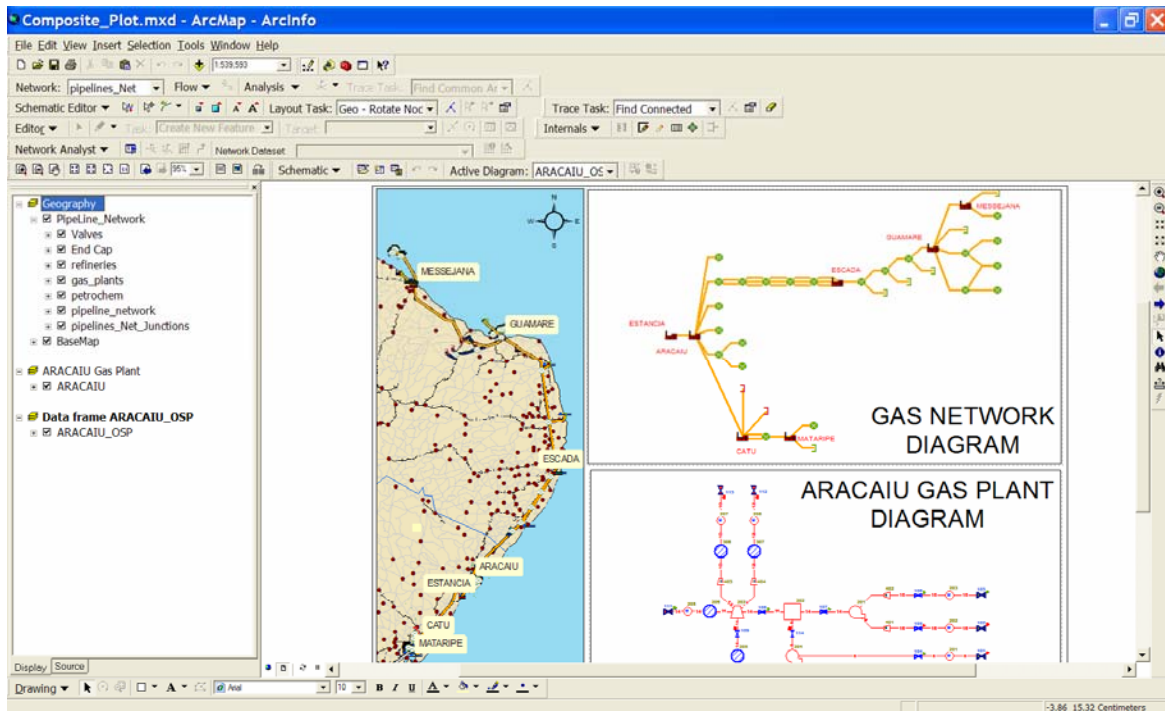 Composite_Plot.mxd - ArcMap - ArcInfo
File Edit View Insert Selection Tools Window Help
1:539,593
Network: pipelines_Net Flow Analysis Trace Task: Find Common Ar
Schematic Editor Layout Task: Geo - Rotate Noc Trace Task: Find Connected
Editor Task: Create New Feature Target: Internals
Network Analyst Network Dataset
95% Schematic Active Diagram: ARACAIU_OS
Geography
PipeLine_Network
Valves
End Cap
refineries
gas_plants
petrochem
pipeline_network
pipelines_Net_Junctions
BaseMap
ARACAIU Gas Plant
ARACAIU
Data frame ARACAIU_OSP
ARACAIU_OSP
Display Source
N
W E
S
MESSEJANA
GUAMARE
ESCADA
ARACAIU
ESTANCIA
CATU
MATARIPE
MESSEJANA
GUAMARE
ESCADA
ESTANCIA
ARACAIU
MATARIPE
CATU
GAS NETWORK
DIAGRAM
ARACAIU GAS PLANT
DIAGRAM
Drawing A Arial 10 B I U A
-3.86 15.32 Centimeters